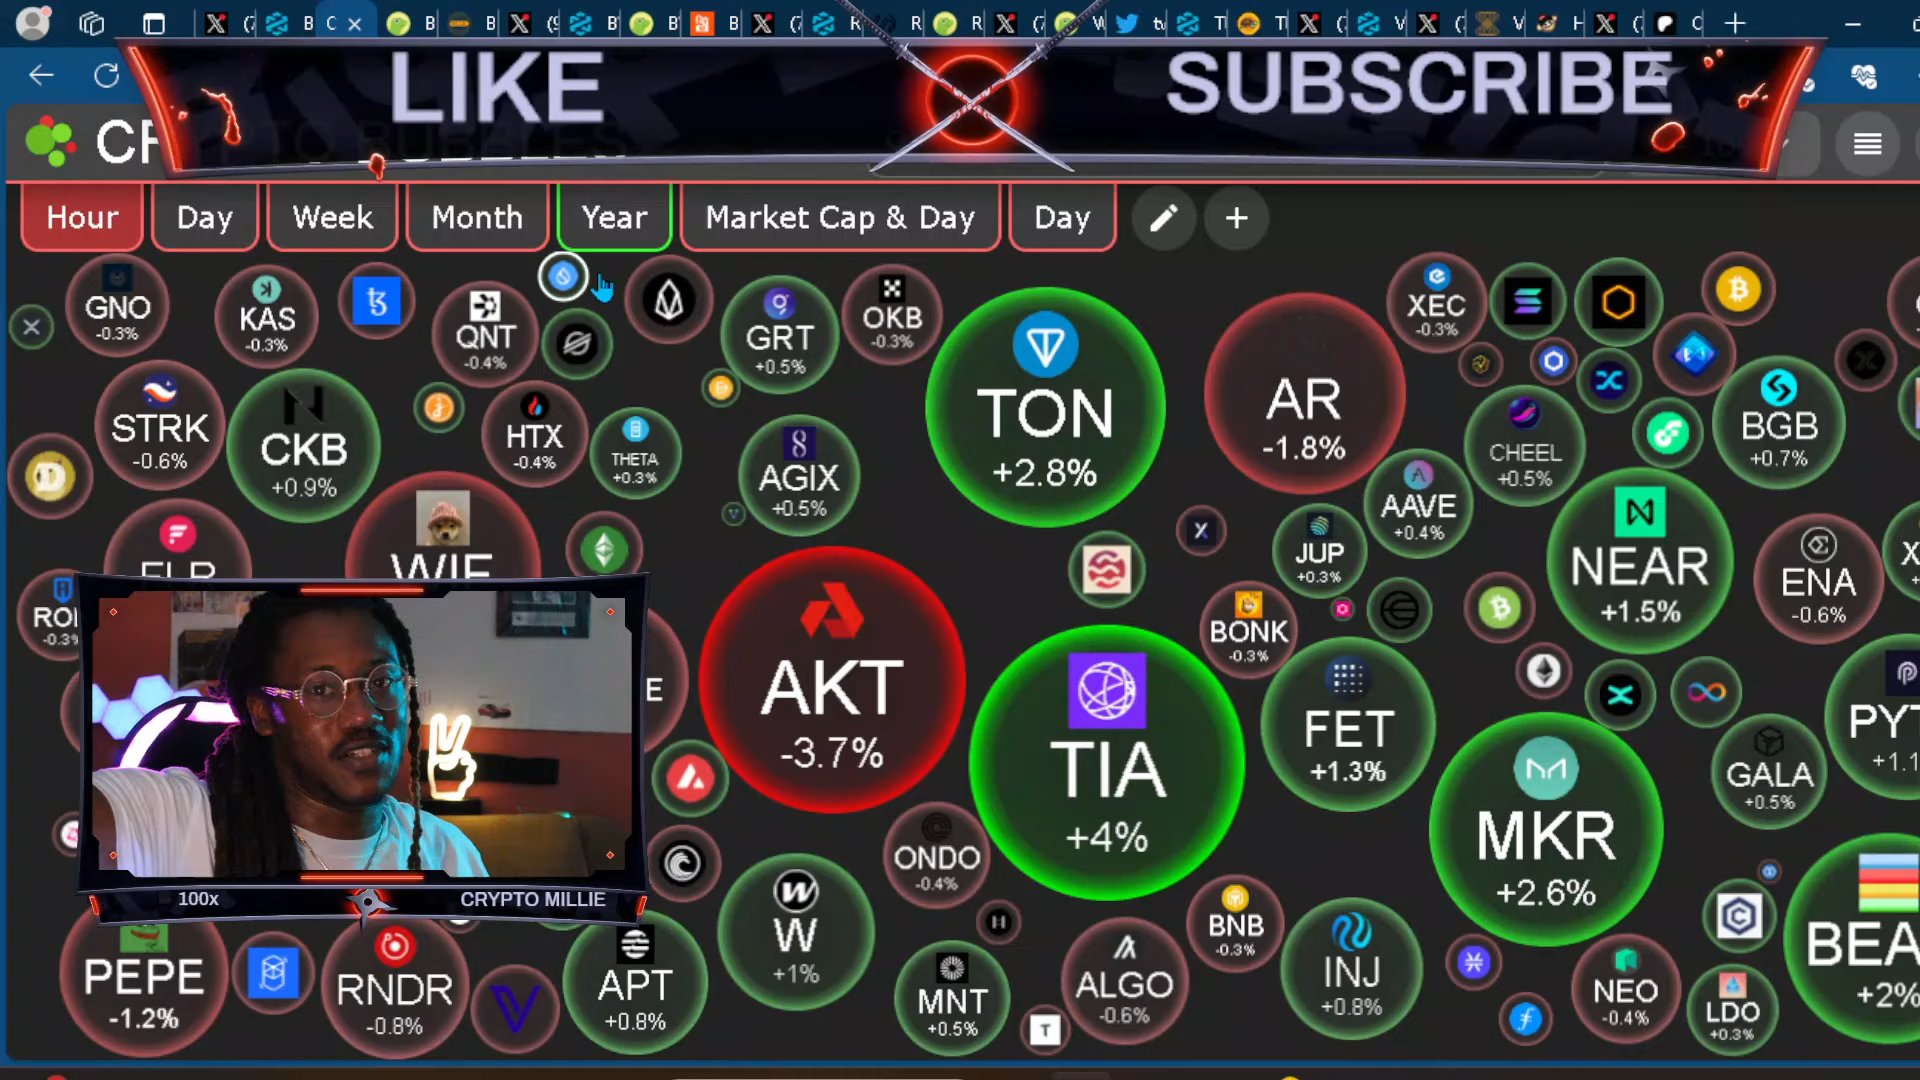 LIKE
SUBSCRIBE
Hour
Day
Week
Month
Year
Market Cap & Day
Day
GNO
-0.3%
KAS
-0.3%
QNT
-0.4%
GRT
+0.5%
OKB
-0.3%
TON
+2.8%
AR
-1.8%
XEC
-0.3%
STRK
-0.6%
CKB
+0.9%
HTX
-0.4%
THETA
+0.3%
AGIX
+0.5%
AAVE
+0.4%
CHEEL
+0.5%
BGB
+0.7%
FLR
WIF
JUP
+0.3%
NEAR
+1.5%
ENA
-0.6%
AKT
-3.7%
BONK
-0.3%
TIA
+4%
FET
+1.3%
PYT
+1.1
GALA
+0.5%
MKR
+2.6%
ONDO
-0.4%
W
+1%
BNB
-0.3%
BEA
+2%
100x
CRYPTO MILLIE
PEPE
-1.2%
RNDR
-0.8%
APT
+0.8%
MNT
+0.5%
ALGO
-0.6%
INJ
+0.8%
NEO
-0.4%
LDO
+0.3%